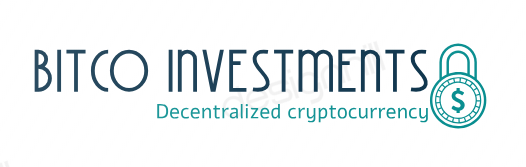 BITCO INVESTMENTS
$
Decentralized cryptocurrency